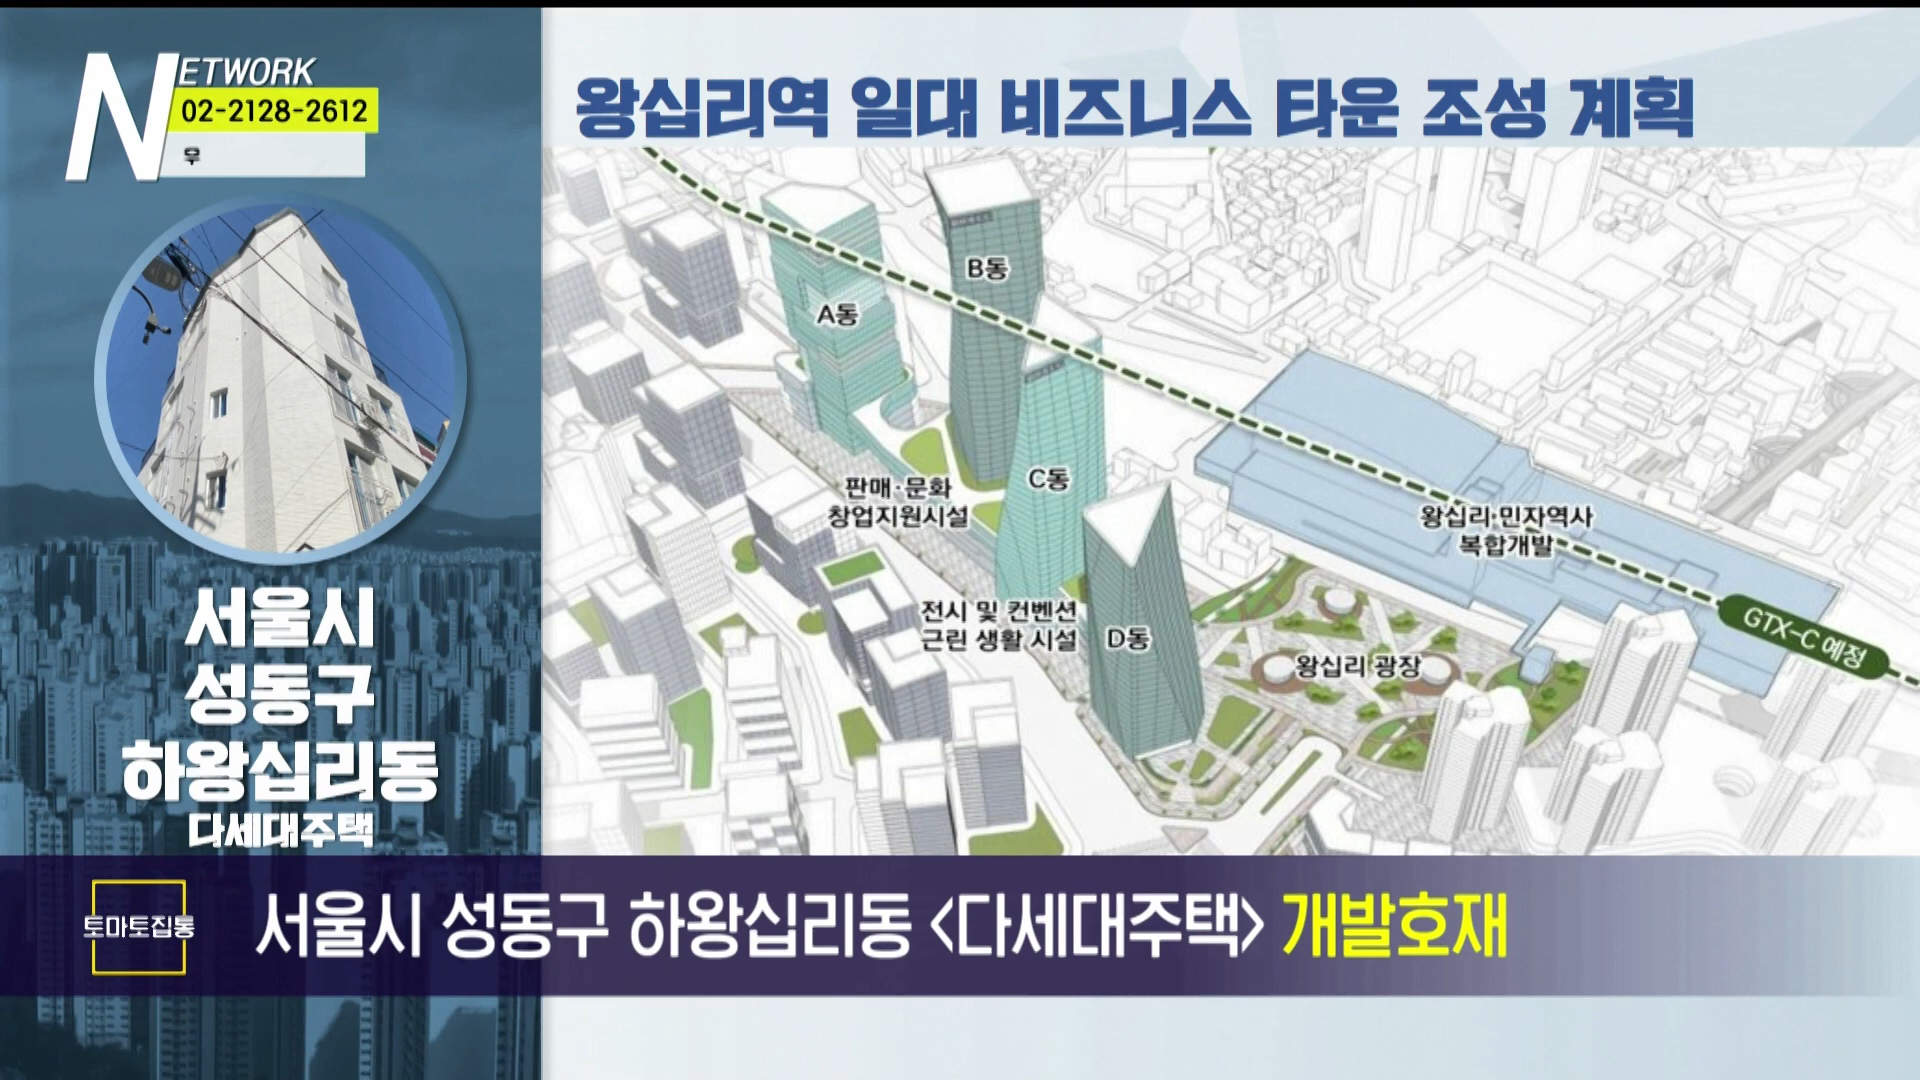 NETWORK
02-2128-2612
우
왕십리역 일대 비즈니스 타운 조성 계획
B동
A동
C동
판매·문화
창업지원시설
왕십리·민자역사
복합개발
전시 및 컨벤션
근린 생활 시설
D동
왕십리 광장
GTX-C 예정
서울시
성동구
하왕십리동
다세대주택
토마토집통
서울시 성동구 하왕십리동 <다세대주택> 개발호재